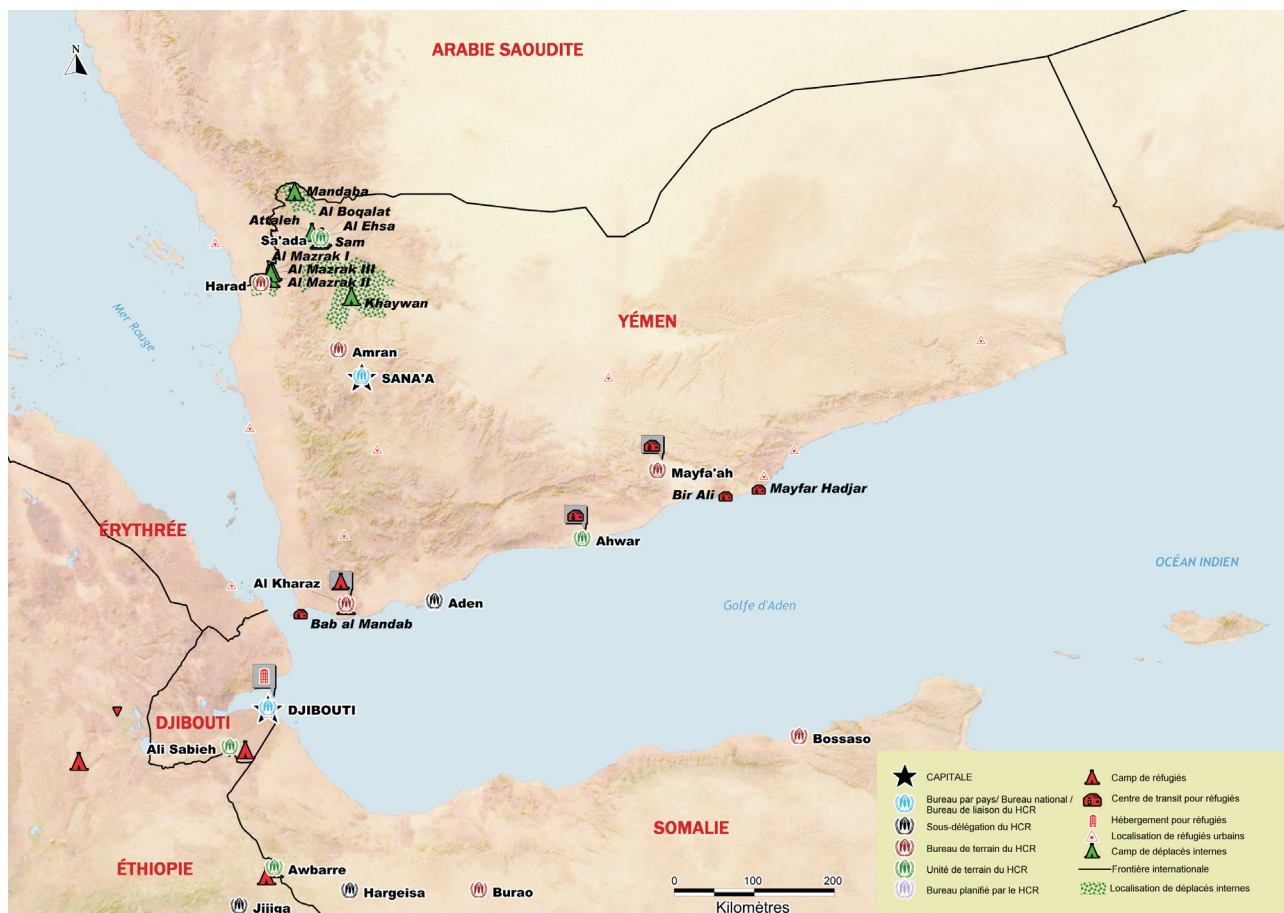 N
ARABIE SAOUDITE
Mandaba
Al Boqalat
Attaleh
Al Ehsa
Sa'ada
Sam
Al Mazrak I
Al Mazrak III
Al Mazrak II
Harad
Khaywan
Mer Rouge
YÉMEN
Amran
SANA'A
Mayfa'ah
Bir Ali
Mayfar Hadjar
ÉRYTHRÉE
Ahwar
OCÉAN INDIEN
Al Kharaz
Aden
Golfe d'Aden
Bab al Mandab
DJIBOUTI
DJIBOUTI
Ali Sabieh
Bossaso
SOMALIE
ÉTHIOPIE
Awbarre
Hargeisa
Burao
Jijiga
0 100 200
Kilomètres
CAPITALE
Bureau par pays/ Bureau national /
Bureau de liaison du HCR
Sous-délégation du HCR
Bureau de terrain du HCR
Unité de terrain du HCR
Bureau planifié par le HCR
Camp de réfugiés
Centre de transit pour réfugiés
Hébergement pour réfugiés
Localisation de réfugiés urbains
Camp de déplacés internes
Frontière internationale
Localisation de déplacés internes